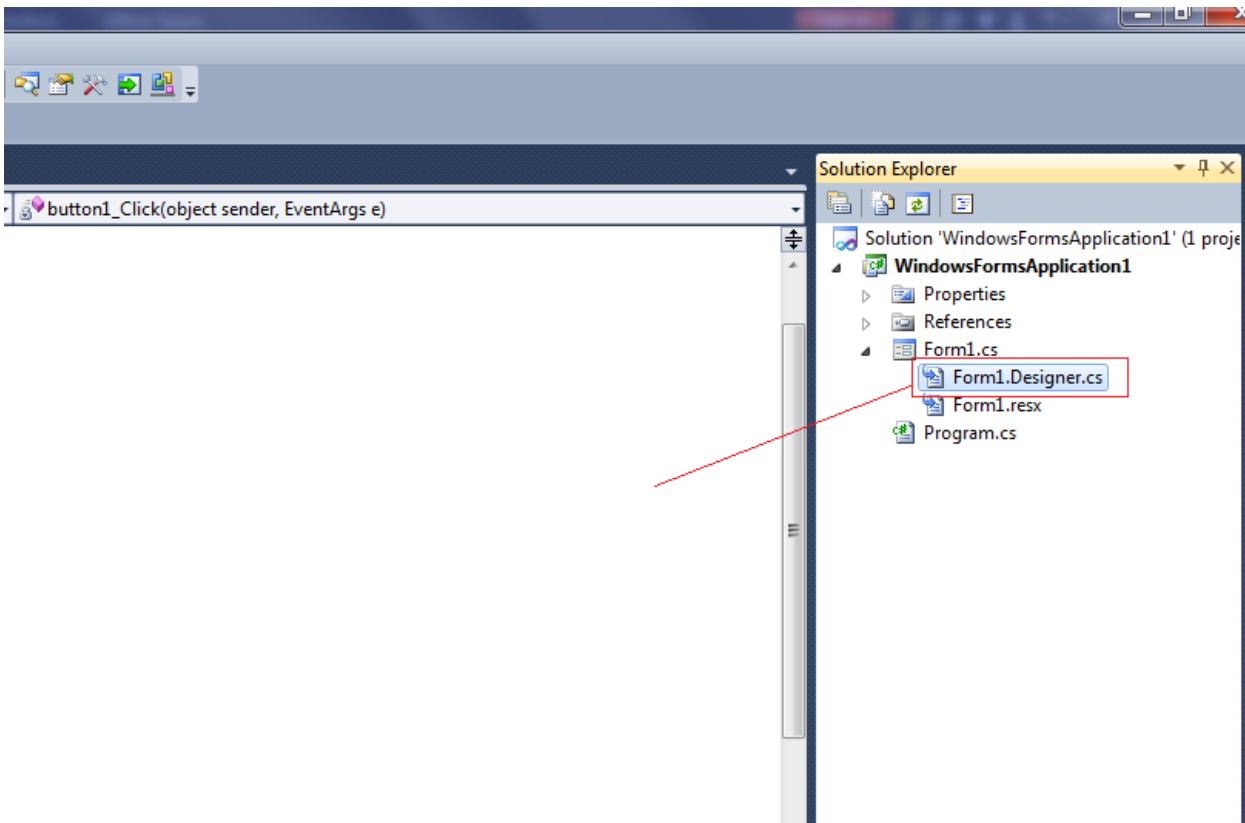 Solution Explorer
button1_Click(object sender, EventArgs e)
Solution 'WindowsFormsApplication1' (1 proje
WindowsFormsApplication1
Properties
References
Form1.cs
Form1.Designer.cs
Form1.resx
Program.cs